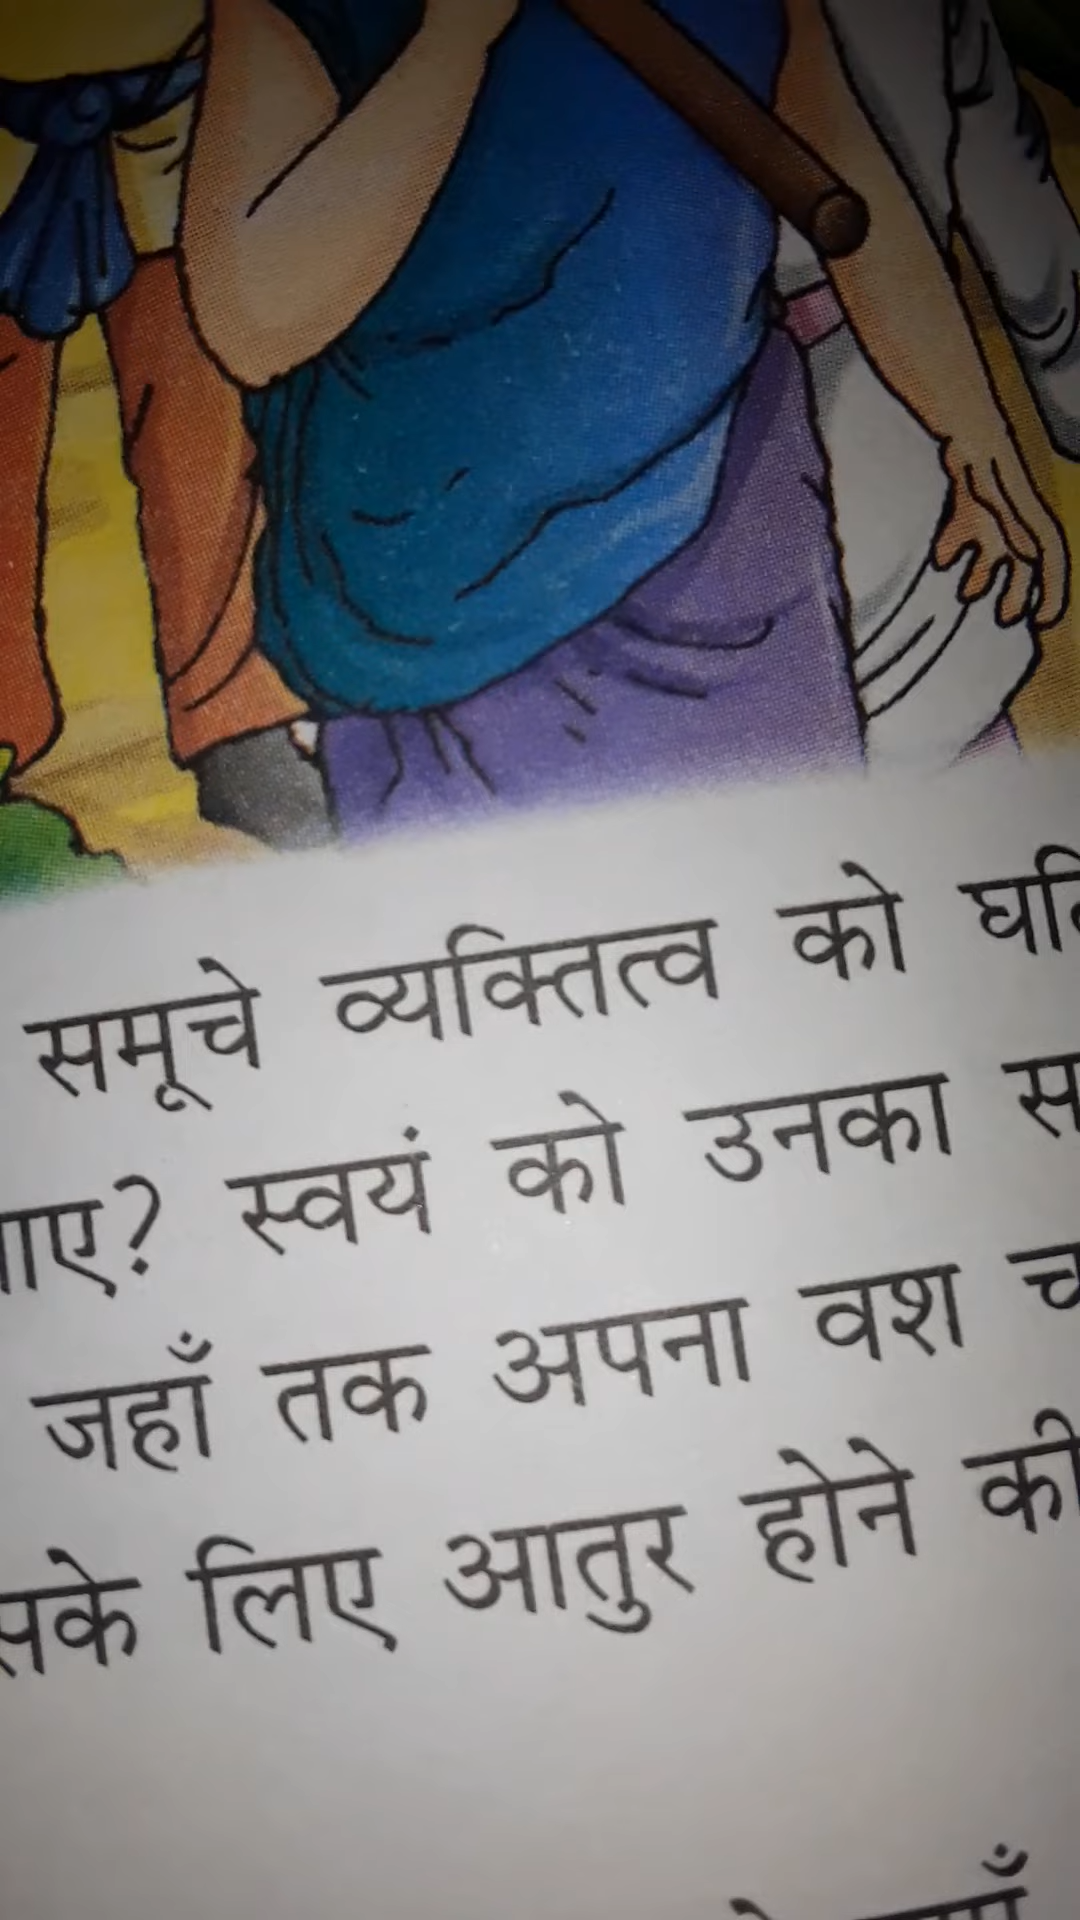 समूचे व्यक्तित्व को
स्वयं को उनका
जहाँ तक अपना वश
लिए आतुर होने